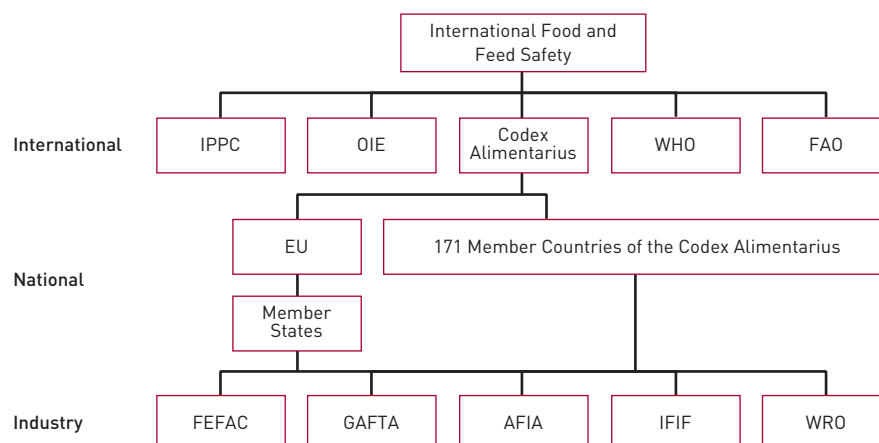 International Food and
Feed Safety
International
IPPC
OIE
Codex
Alimentarius
WHO
FAO
National
EU
171 Member Countries of the Codex Alimentarius
Member
States
Industry
FEFAC
GAFTA
AFIA
IFIF
WRO